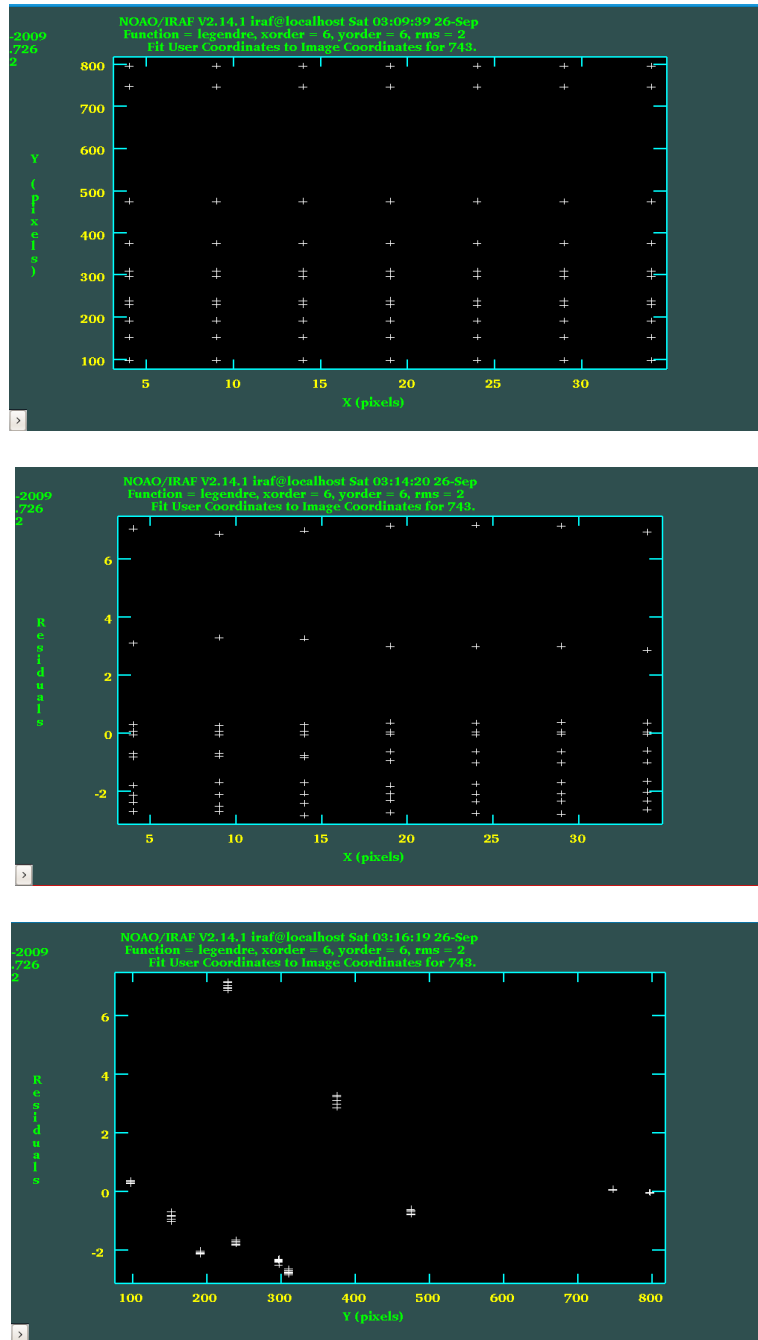 NOAO/IRAF V2.14.1 iraf@localhost Sat 03:09:39 26-Sep
-2009
Function = legendre, xorder = 6, yorder = 6, rms = 2
.726
Fit User Coordinates to Image Coordinates for 743.
2
800
700
600
500
400
300
200
100
Y (pixels)
5 10 15 20 25 30
X (pixels)
>
NOAO/IRAF V2.14.1 iraf@localhost Sat 03:14:20 26-Sep
-2009
Function = legendre, xorder = 6, yorder = 6, rms = 2
.726
Fit User Coordinates to Image Coordinates for 743.
2
6
4
2
0
-2
Residuals
5 10 15 20 25 30
X (pixels)
>
NOAO/IRAF V2.14.1 iraf@localhost Sat 03:16:19 26-Sep
-2009
Function = legendre, xorder = 6, yorder = 6, rms = 2
.726
Fit User Coordinates to Image Coordinates for 743.
2
6
4
2
0
-2
Residuals
100 200 300 400 500 600 700 800
Y (pixels)
>